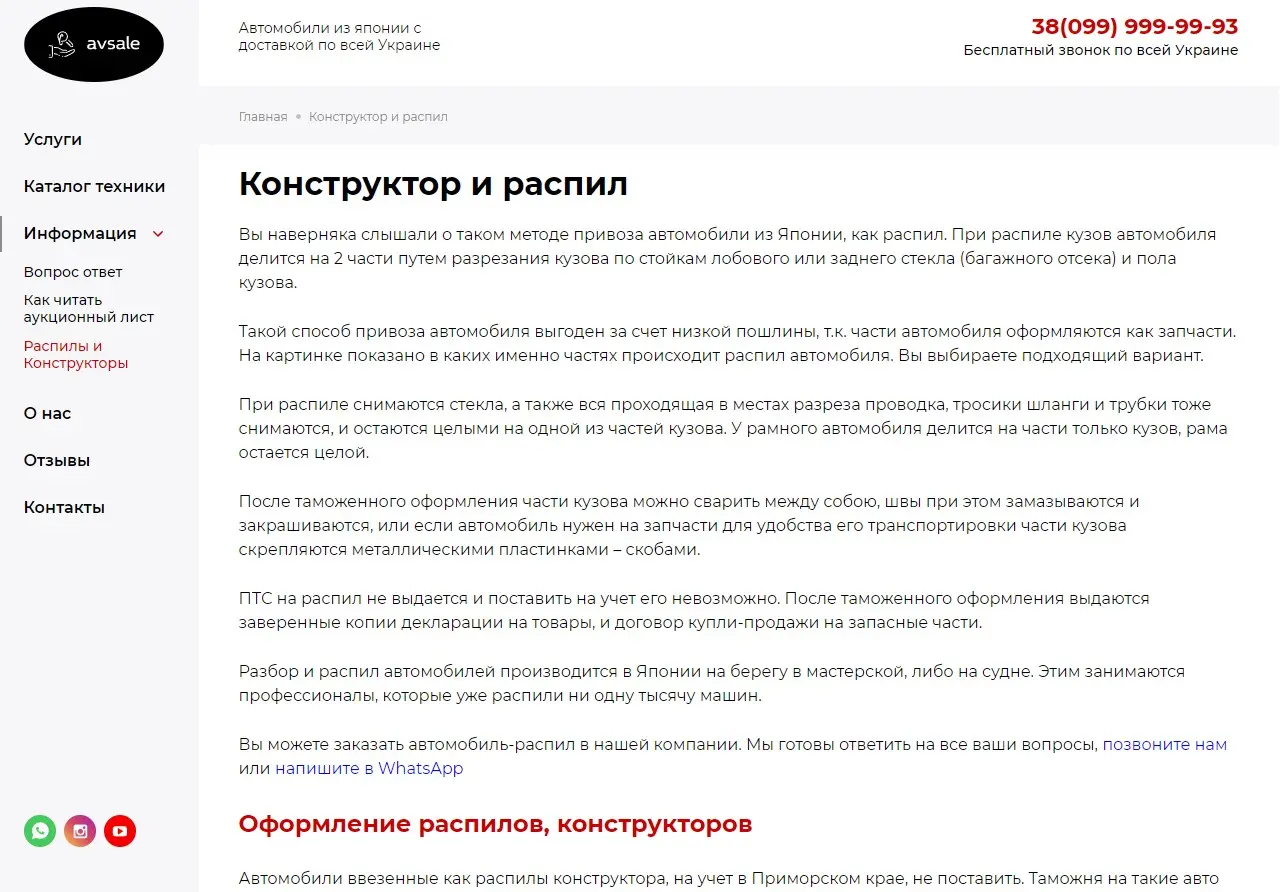 avsale
Автомобили из японии с
доставкой по всей Украине
38(099) 999-99-93
Бесплатный звонок по всей Украине
Услуги
Каталог техники
Информация
Вопрос ответ
Как читать
аукционный лист
Распилы и
Конструкторы
О нас
Отзывы
Контакты
Главная • Конструктор и распил
Конструктор и распил
Вы наверняка слышали о таком методе привоза автомобили из Японии, как распил. При распиле кузов автомобиля
делится на 2 части путем разрезания кузова по стойкам лобового или заднего стекла (багажного отсека) и пола
кузова.
Такой способ привоза автомобиля выгоден за счет низкой пошлины, т.к. части автомобиля оформляются как запчасти.
На картинке показано в каких именно частях происходит распил автомобиля. Вы выбираете подходящий вариант.
При распиле снимаются стекла, а также вся проходящая в местах разреза проводка, тросики шланги и трубки тоже
снимаются, и остаются целыми на одной из частей кузова. У рамного автомобиля делится на части только кузов, рама
остается целой.
После таможенного оформления части кузова можно сварить между собою, швы при этом замазываются и
закрашиваются, или если автомобиль нужен на запчасти для удобства его транспортировки части кузова
скрепляются металлическими пластинками – скобами.
ПТС на распил не выдается и поставить на учет его невозможно. После таможенного оформления выдаются
заверенные копии декларации на товары, и договор купли-продажи на запасные части.
Разбор и распил автомобилей производится в Японии на берегу в мастерской, либо на судне. Этим занимаются
профессионалы, которые уже распили ни одну тысячу машин.
Вы можете заказать автомобиль-распил в нашей компании. Мы готовы ответить на все ваши вопросы, позвоните нам
или напишите в WhatsApp
Оформление распилов, конструкторов
Автомобили ввезенные как распилы конструктора, на учет в Приморском крае, не поставить. Таможня на такие авто